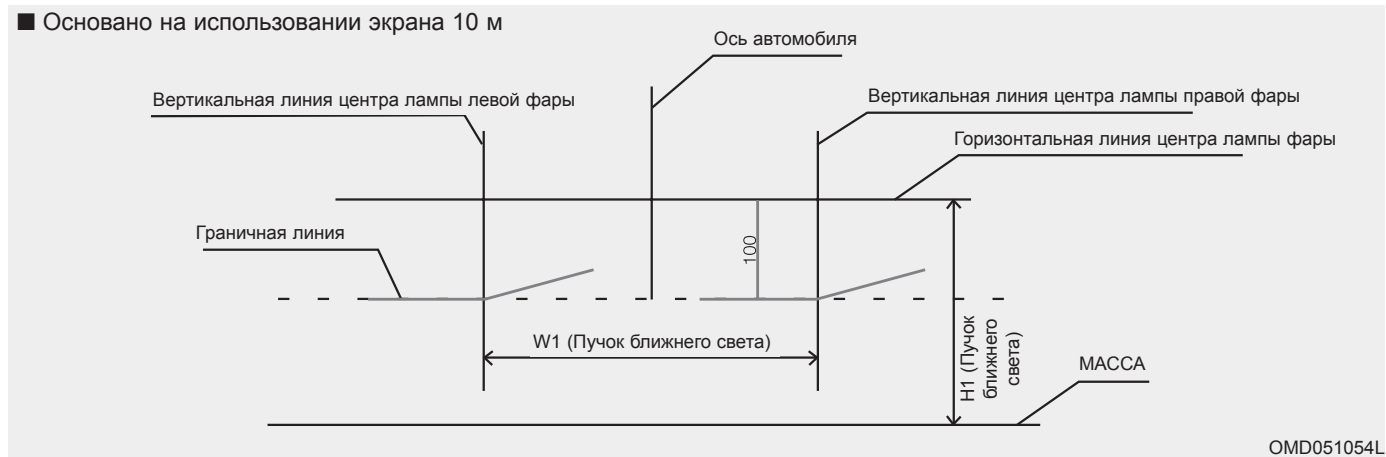 ■ Основано на использовании экрана 10 м
Ось автомобиля
Вертикальная линия центра лампы левой фары
Вертикальная линия центра лампы правой фары
Горизонтальная линия центра лампы фары
Граничная линия
100
W1 (Пучок ближнего света)
H1 (Пучок
ближнего
света)
МАССА
OMD051054L